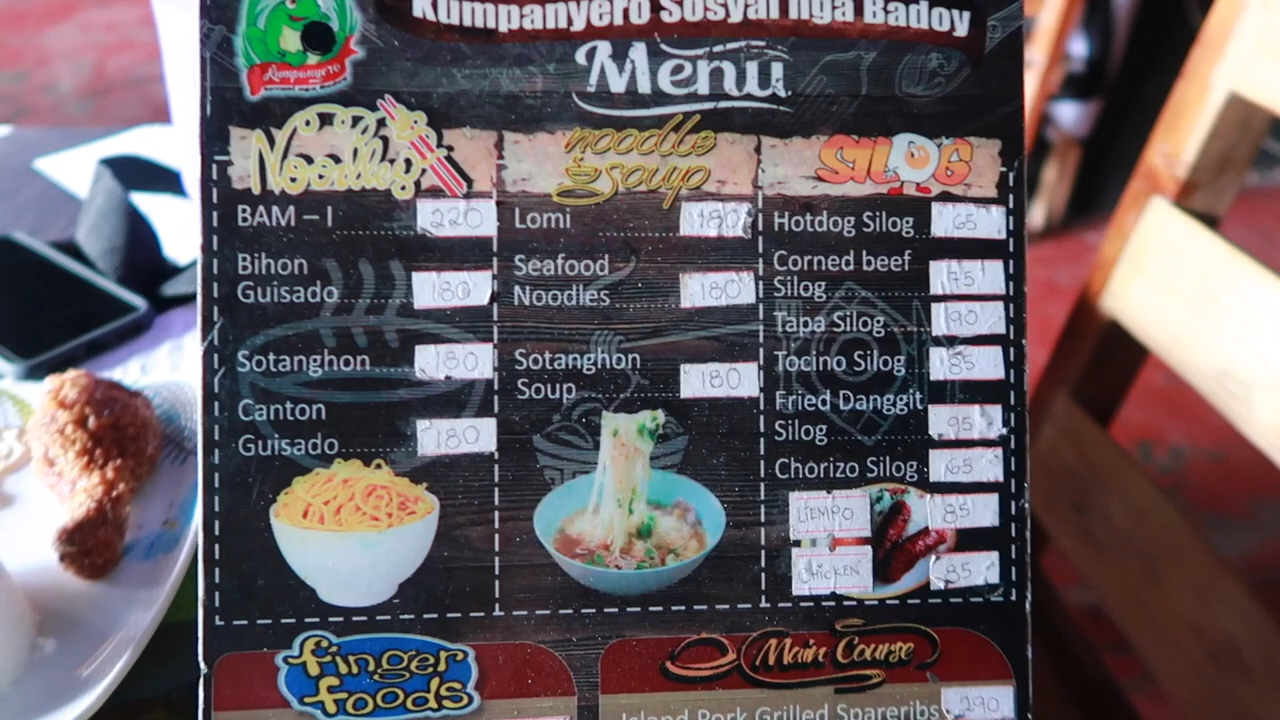 Kumpanyero Sosyal nga Badoy
Kumpanyero
Menu
Noodles
BAM – I 220
Bihon
Guisado 180
Sotanghon 180
Canton
Guisado 180
noodle
soup
Lomi 180
Seafood
Noodles 180
Sotanghon
Soup 180
SILOG
Hotdog Silog 65
Corned beef
Silog 75
Tapa Silog 90
Tocino Silog 85
Fried Danggit
Silog 95
Chorizo Silog 65
LIEMPO 85
CHICKEN 85
finger
foods
Main Course
Island Pork Grilled Spareribs 290